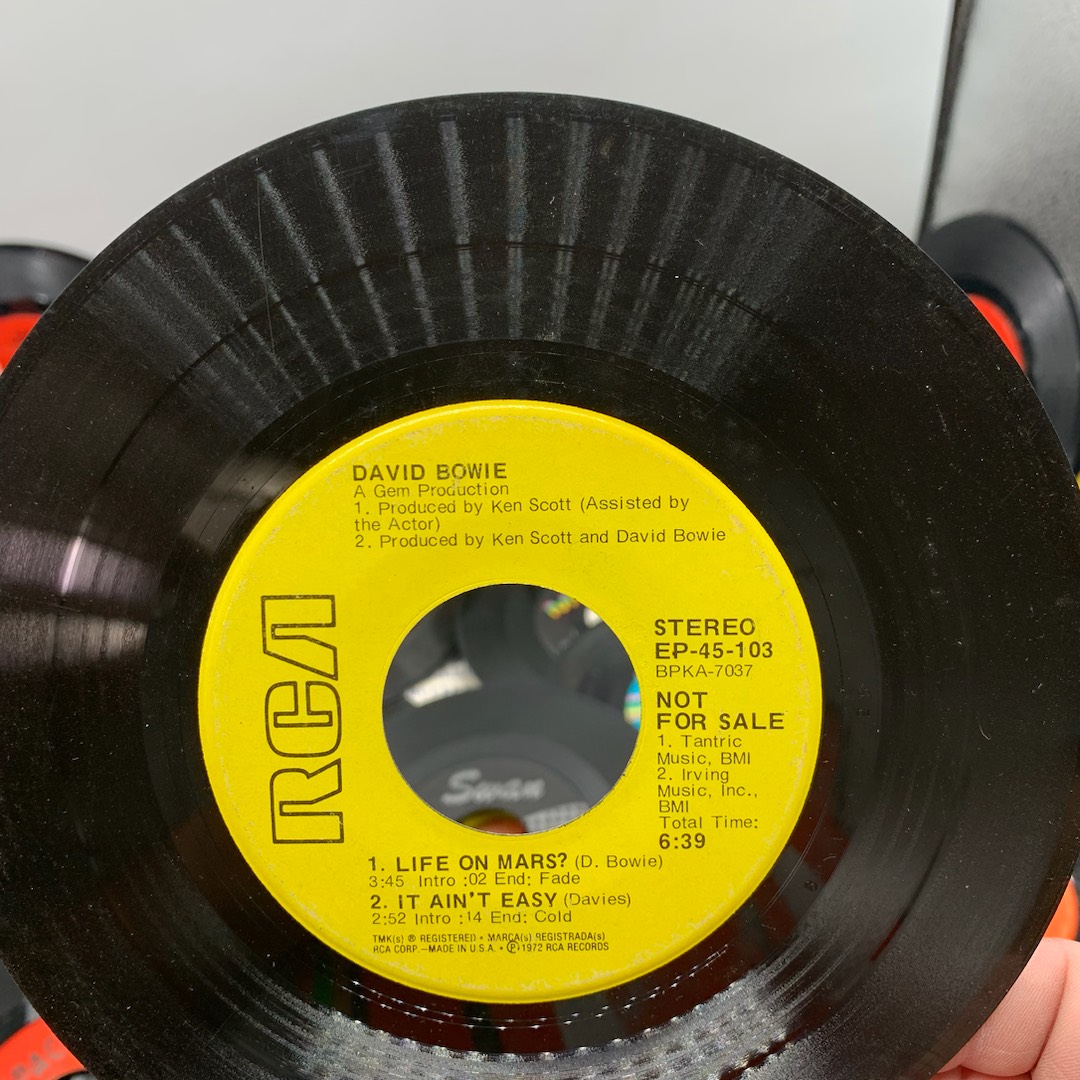 DAVID BOWIE
A Gem Production
1. Produced by Ken Scott (Assisted by
the Actor)
2. Produced by Ken Scott and David Bowie
RCA
STEREO
EP-45-103
BPKA-7037
NOT
FOR SALE
1. Tantric
Music, BMI
2. Irving
Music, Inc.,
BMI
Total Time:
6:39
Swan
1. LIFE ON MARS? (D. Bowie)
3:45 Intro :02 End: Fade
2. IT AIN'T EASY (Davies)
2:52 Intro :14 End: Cold
TMK(s) ® REGISTERED • MARCA(s) REGISTRADA(s)
RCA CORP.—MADE IN U.S.A. • Ⓟ 1972 RCA RECORDS